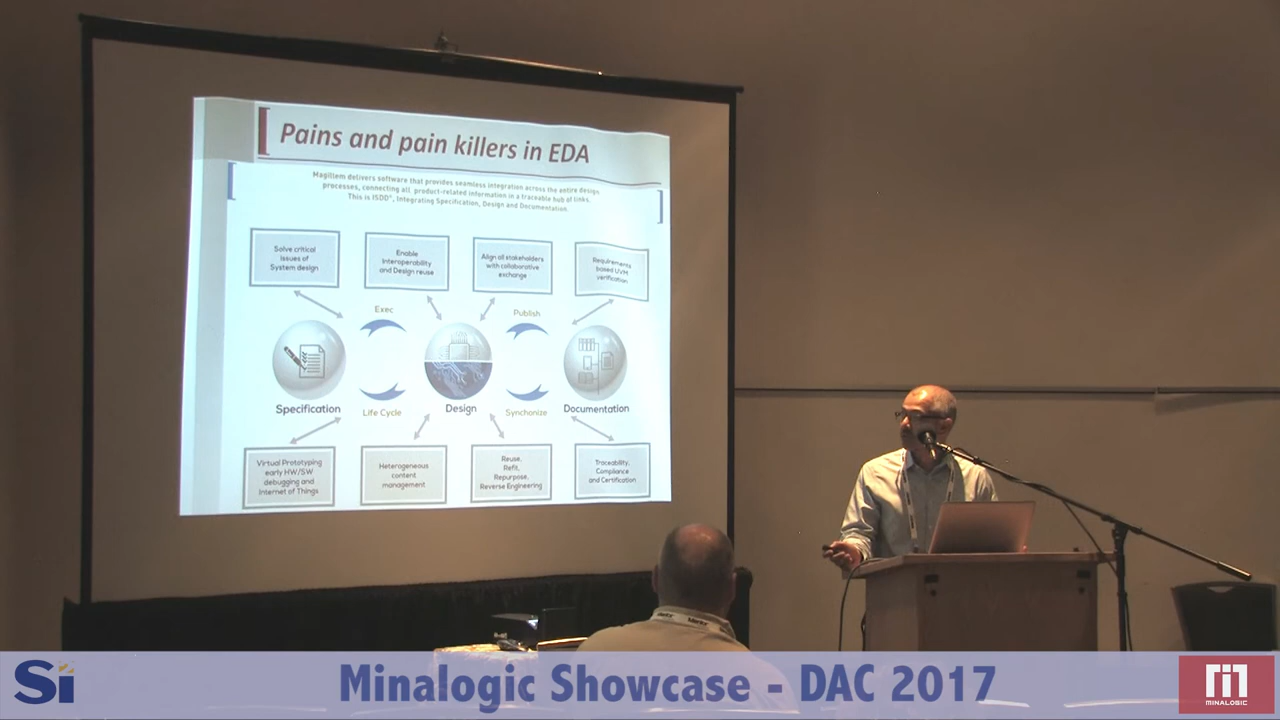 Pains and pain killers in EDA
Magillem delivers software that provides seamless integration across the entire design
processes, connecting all product-related information in a traceable hub of links.
This is ISDD®, Integrating Specification, Design and Documentation.
Solve critical
issues of
System design
Enable
Interoperability
and Design reuse
Align all stakeholders
with collaborative
exchange
Requirements
based UVM
verification
Exec
Publish
Specification
Life Cycle
Design
Synchonize
Documentation
Virtual Prototyping
early HW/SW
debugging and
Internet of Things
Heterogeneous
content
management
Reuse,
Refit,
Repurpose,
Reverse Engineering
Traceability,
Compliance
and Certification
Mentor
Si2
Minalogic Showcase - DAC 2017
MINALOGIC